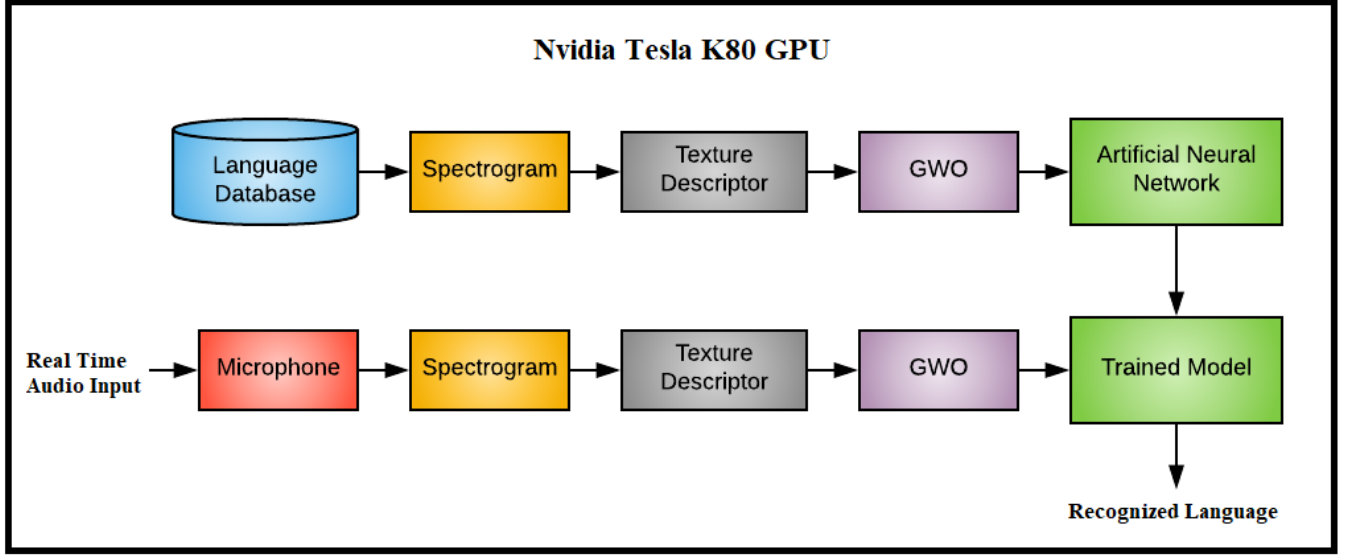 Nvidia Tesla K80 GPU
Language
Database
Spectrogram
Texture
Descriptor
GWO
Artificial Neural
Network
Real Time
Audio Input
Microphone
Spectrogram
Texture
Descriptor
GWO
Trained Model
Recognized Language